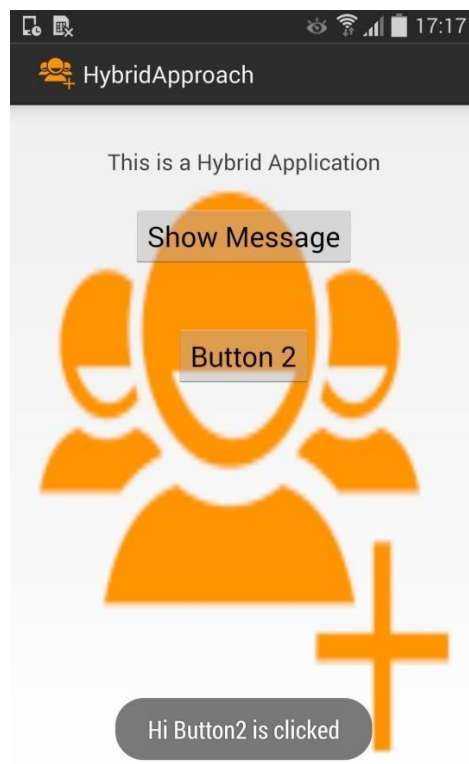 17:17
HybridApproach
This is a Hybrid Application
Show Message
Button 2
Hi Button2 is clicked